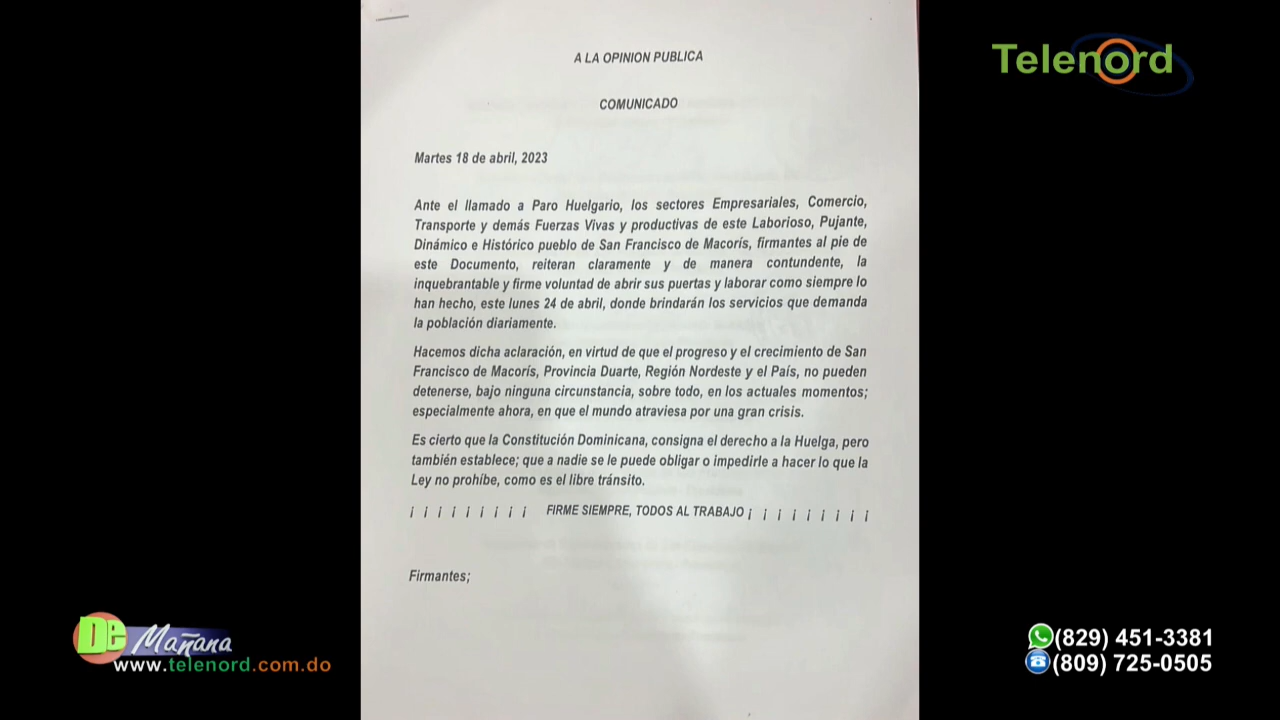 A LA OPINION PUBLICA
COMUNICADO
Martes 18 de abril, 2023
Ante el llamado a Paro Huelgario, los sectores Empresariales, Comercio,
Transporte y demás Fuerzas Vivas y productivas de este Laborioso, Pujante,
Dinámico e Histórico pueblo de San Francisco de Macorís, firmantes al pie de
este Documento, reiteran claramente y de manera contundente, la
inquebrantable y firme voluntad de abrir sus puertas y laborar como siempre lo
han hecho, este lunes 24 de abril, donde brindarán los servicios que demanda
la población diariamente.
Hacemos dicha aclaración, en virtud de que el progreso y el crecimiento de San
Francisco de Macorís, Provincia Duarte, Región Nordeste y el País, no pueden
detenerse, bajo ninguna circunstancia, sobre todo, en los actuales momentos;
especialmente ahora, en que el mundo atraviesa por una gran crisis.
Es cierto que la Constitución Dominicana, consigna el derecho a la Huelga, pero
también establece; que a nadie se le puede obligar o impedirle a hacer lo que la
Ley no prohíbe, como es el libre tránsito.
¡ ¡ ¡ ¡ ¡ ¡ ¡ ¡ ¡ FIRME SIEMPRE, TODOS AL TRABAJO ¡ ¡ ¡ ¡ ¡ ¡ ¡ ¡ ¡
Firmantes;
Telenord
De Mañana
www.telenord.com.do
(829) 451-3381
(809) 725-0505